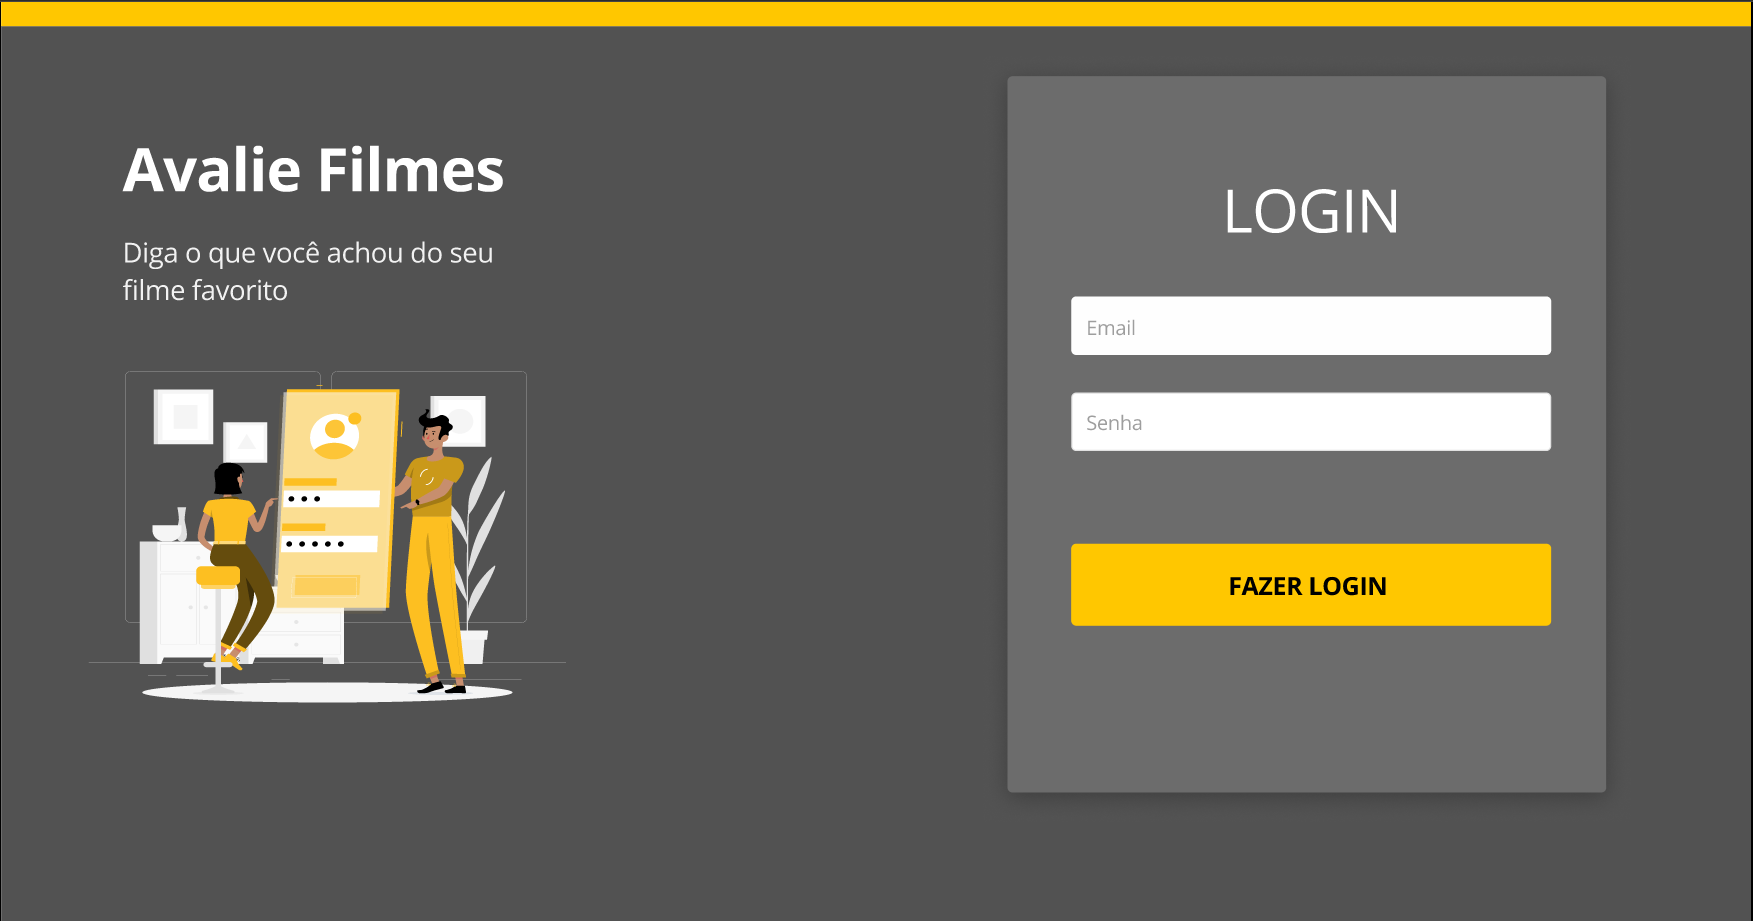 Avalie Filmes
Diga o que você achou do seu
filme favorito
LOGIN
Email
Senha
FAZER LOGIN